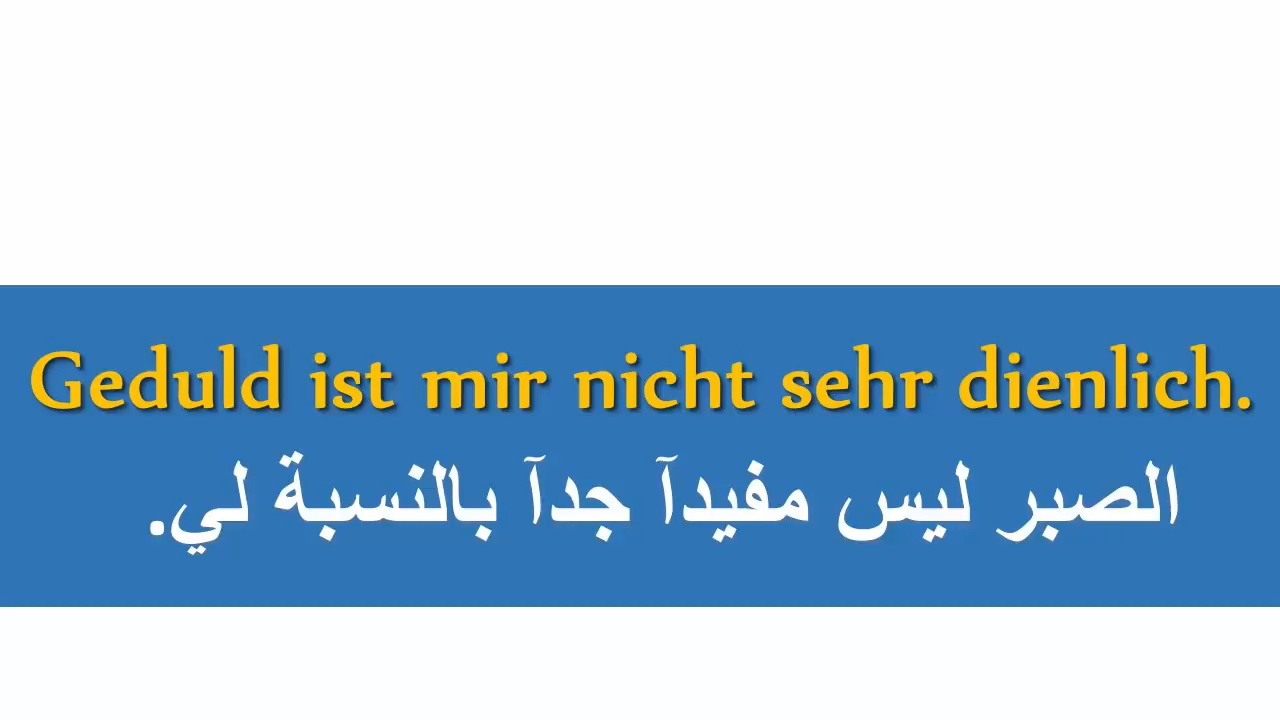 Geduld ist mir nicht sehr dienlich.
الصبر ليس مفيدآ جدآ بالنسبة لي.